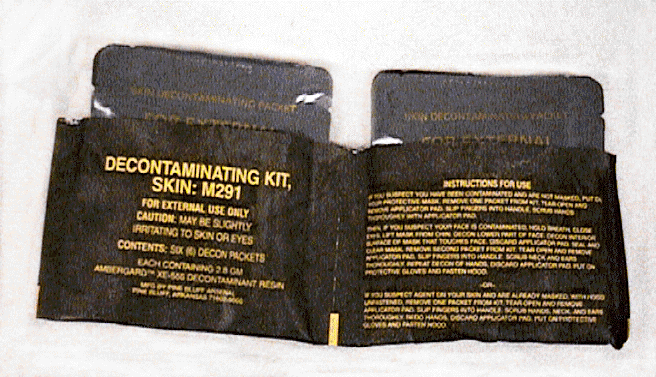 SKIN DECONTAMINATING PACKET
FOR EXTERNAL
DECONTAMINATING KIT,
SKIN: M291
FOR EXTERNAL USE ONLY
CAUTION: MAY BE SLIGHTLY
IRRITATING TO SKIN OR EYES
CONTENTS: SIX (6) DECON PACKETS
EACH CONTAINING 2.8 GM
AMBERGARD™ XE-555 DECONTAMINANT RESIN
MFG BY PINE BLUFF ARSENAL
PINE BLUFF, ARKANSAS
SKIN DECONTAMINATING PACKET
FOR EXTERNAL
INSTRUCTIONS FOR USE
IF YOU SUSPECT YOU HAVE BEEN CONTAMINATED AND ARE NOT MASKED, PUT ON
YOUR PROTECTIVE MASK. REMOVE ONE PACKET FROM KIT, TEAR OPEN AND
REMOVE APPLICATOR PAD. SLIP FINGERS INTO HANDLE. SCRUB HANDS
THOROUGHLY WITH APPLICATOR PAD.
THEN, IF YOU SUSPECT YOUR FACE IS CONTAMINATED, HOLD BREATH, CLOSE
EYES, LIFT MASK FROM CHIN, DECON UNDERSIDE OF FACE. DECON INTERIOR
SURFACE OF MASK THAT TOUCHES FACE. DISCARD APPLICATOR PAD, SEAL AND
CLEAR MASK. REMOVE SECOND PACKET FROM KIT. TEAR OPEN AND REMOVE
APPLICATOR PAD. SLIP FINGERS INTO HANDLE. SCRUB NECK AND EARS
THOROUGHLY. REPEAT DECON OF HANDS. DISCARD APPLICATOR PAD. PUT ON
PROTECTIVE GLOVES AND FASTEN HOOD.
-OR-
IF YOU SUSPECT AGENT ON YOUR SKIN AND ARE ALREADY MASKED, WITH HOOD
UNFASTENED, REMOVE ONE PACKET FROM KIT, TEAR OPEN AND REMOVE
APPLICATOR PAD. SLIP FINGERS INTO HANDLE. SCRUB HANDS, NECK, AND EARS
THOROUGHLY. REDO HANDS. DISCARD APPLICATOR PAD. PUT ON PROTECTIVE
GLOVES AND FASTEN HOOD.